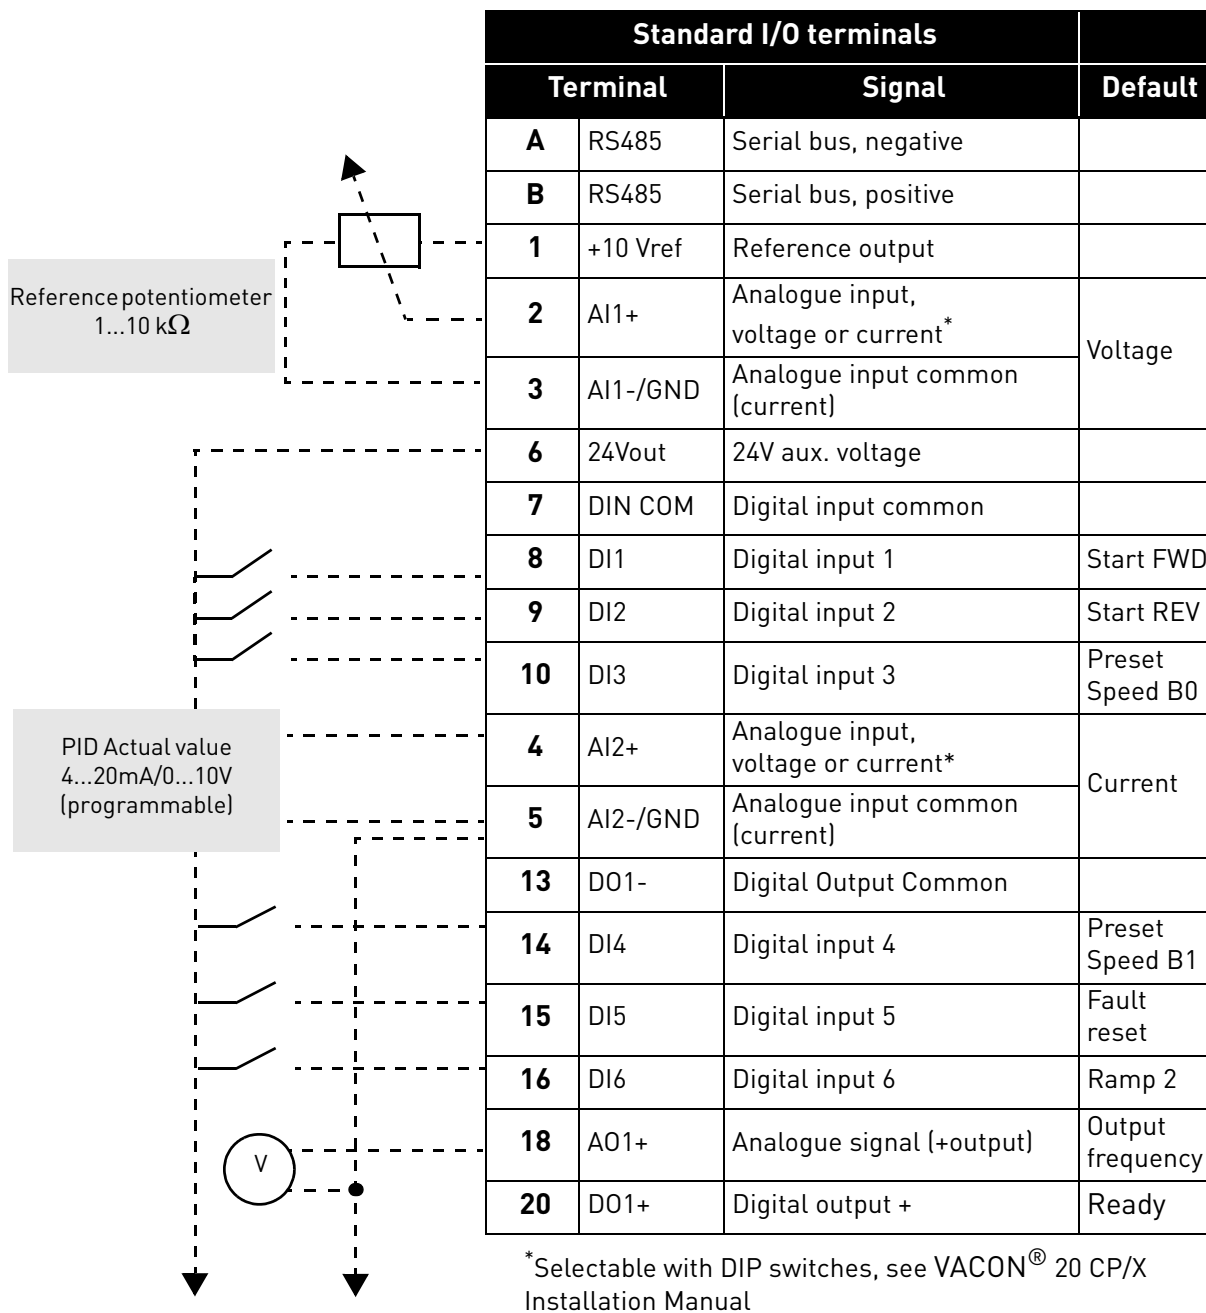 Standard I/O terminals
Terminal Signal Default
A RS485 Serial bus, negative
B RS485 Serial bus, positive
1 +10 Vref Reference output
Reference potentiometer
1...10 kΩ
2 AI1+ Analogue input,
voltage or current*
Voltage
3 AI1-/GND Analogue input common
(current)
6 24Vout 24V aux. voltage
7 DIN COM Digital input common
8 DI1 Digital input 1 Start FWD
9 DI2 Digital input 2 Start REV
10 DI3 Digital input 3 Preset
Speed B0
PID Actual value
4...20mA/0...10V
(programmable)
4 AI2+ Analogue input,
voltage or current*
Current
5 AI2-/GND Analogue input common
(current)
13 DO1- Digital Output Common
14 DI4 Digital input 4 Preset
Speed B1
15 DI5 Digital input 5 Fault
reset
16 DI6 Digital input 6 Ramp 2
V
18 AO1+ Analogue signal (+output) Output
frequency
20 DO1+ Digital output + Ready
*Selectable with DIP switches, see VACON® 20 CP/X
Installation Manual